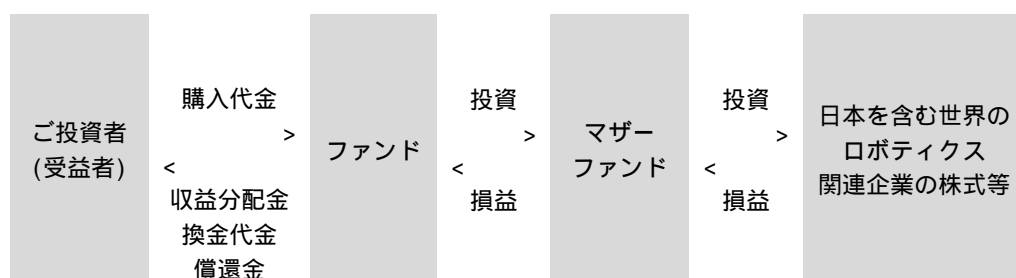 ご投資者
(受益者)
購入代金
>
<
収益分配金
換金代金
償還金
ファンド
投資
>
<
損益
マザー
ファンド
投資
>
<
損益
日本を含む世界の
ロボティクス
関連企業の株式等